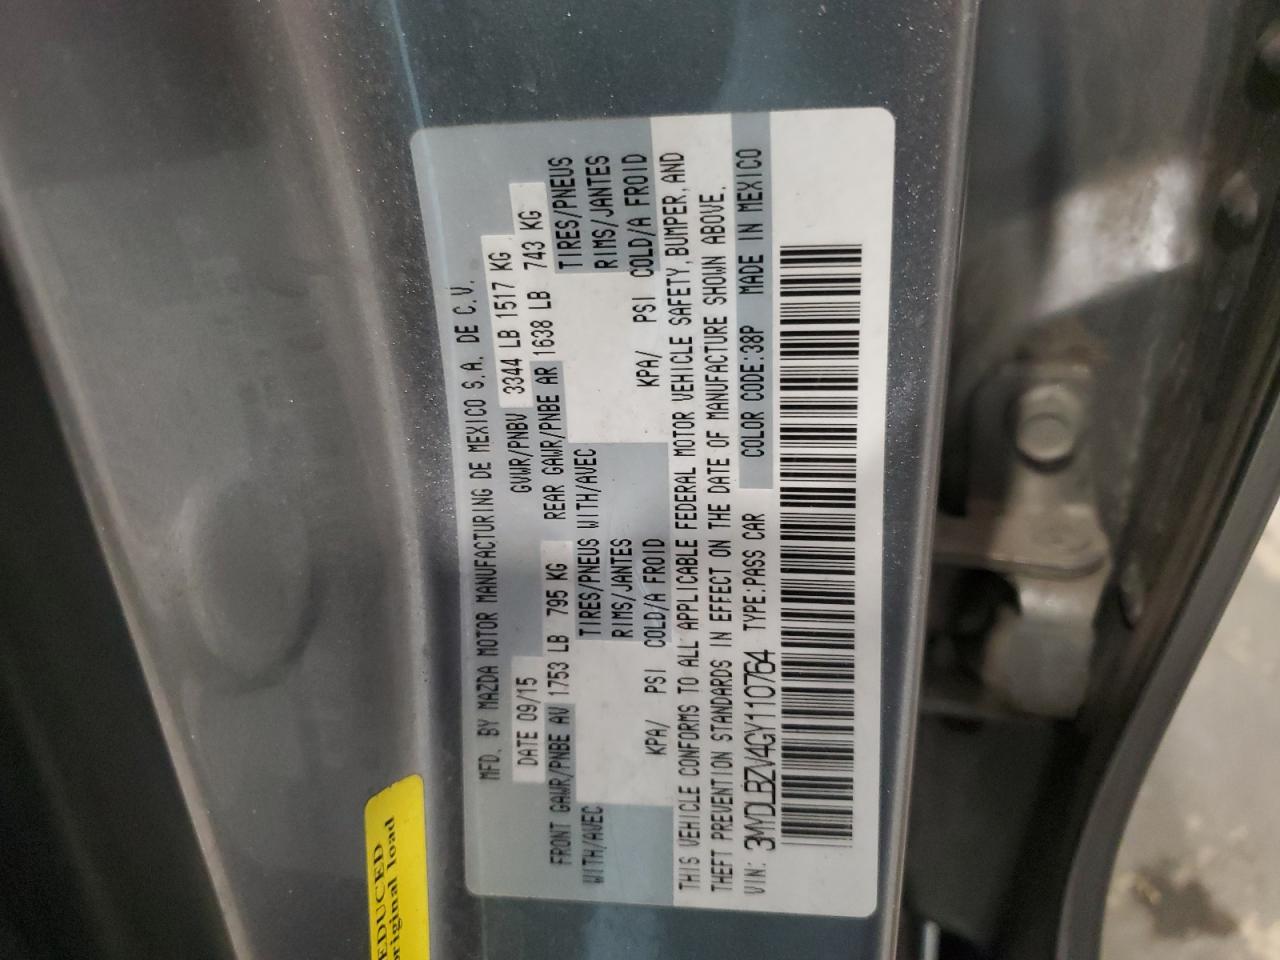 MFD. BY MAZDA MOTOR MANUFACTURING DE MEXICO S.A. DE C.V.
DATE 09/15 GVWR/PNBV 3344 LB 1517 KG
FRONT GAWR/PNBE AV 1753 LB 795 KG REAR GAWR/PNBE AR 1638 LB 743 KG
WITH/AVEC TIRES/PNEUS WITH/AVEC TIRES/PNEUS
RIMS/JANTES RIMS/JANTES
KPA/ PSI COLD/A FROID KPA/ PSI COLD/A FROID
THIS VEHICLE CONFORMS TO ALL APPLICABLE FEDERAL MOTOR VEHICLE SAFETY, BUMPER, AND
THEFT PREVENTION STANDARDS IN EFFECT ON THE DATE OF MANUFACTURE SHOWN ABOVE.
VIN: 3MYDLBZV4GY110764 TYPE:PASS CAR COLOR CODE:38P MADE IN MEXICO
EDUCED
original load